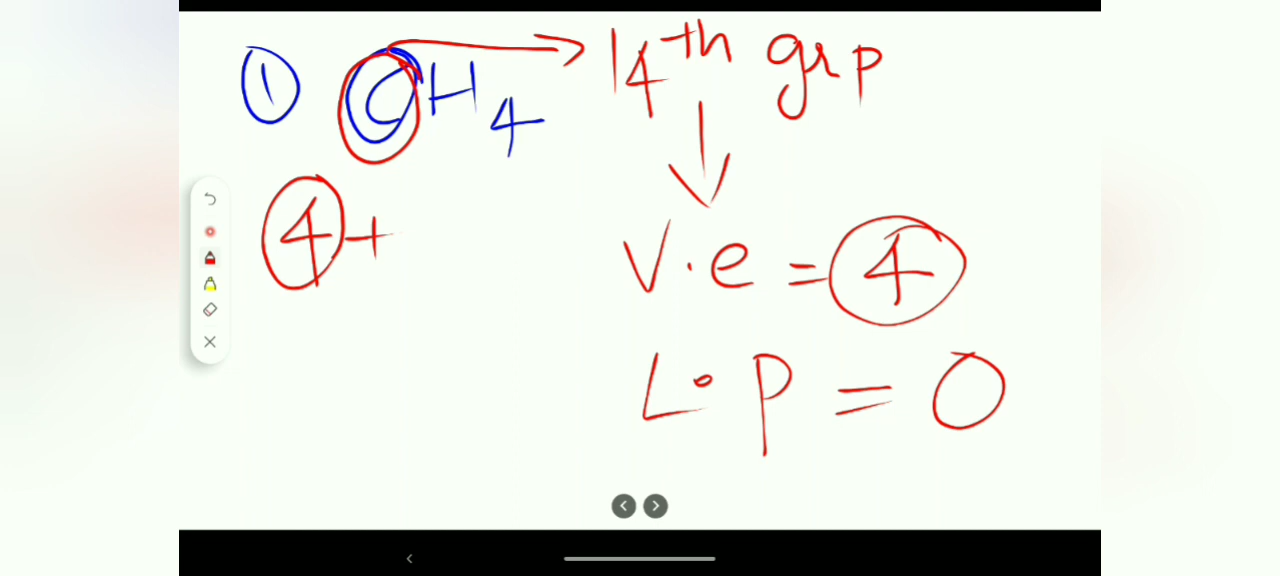 ① CH4 → 14th grp
4+
V.e = 4
L.P = 0